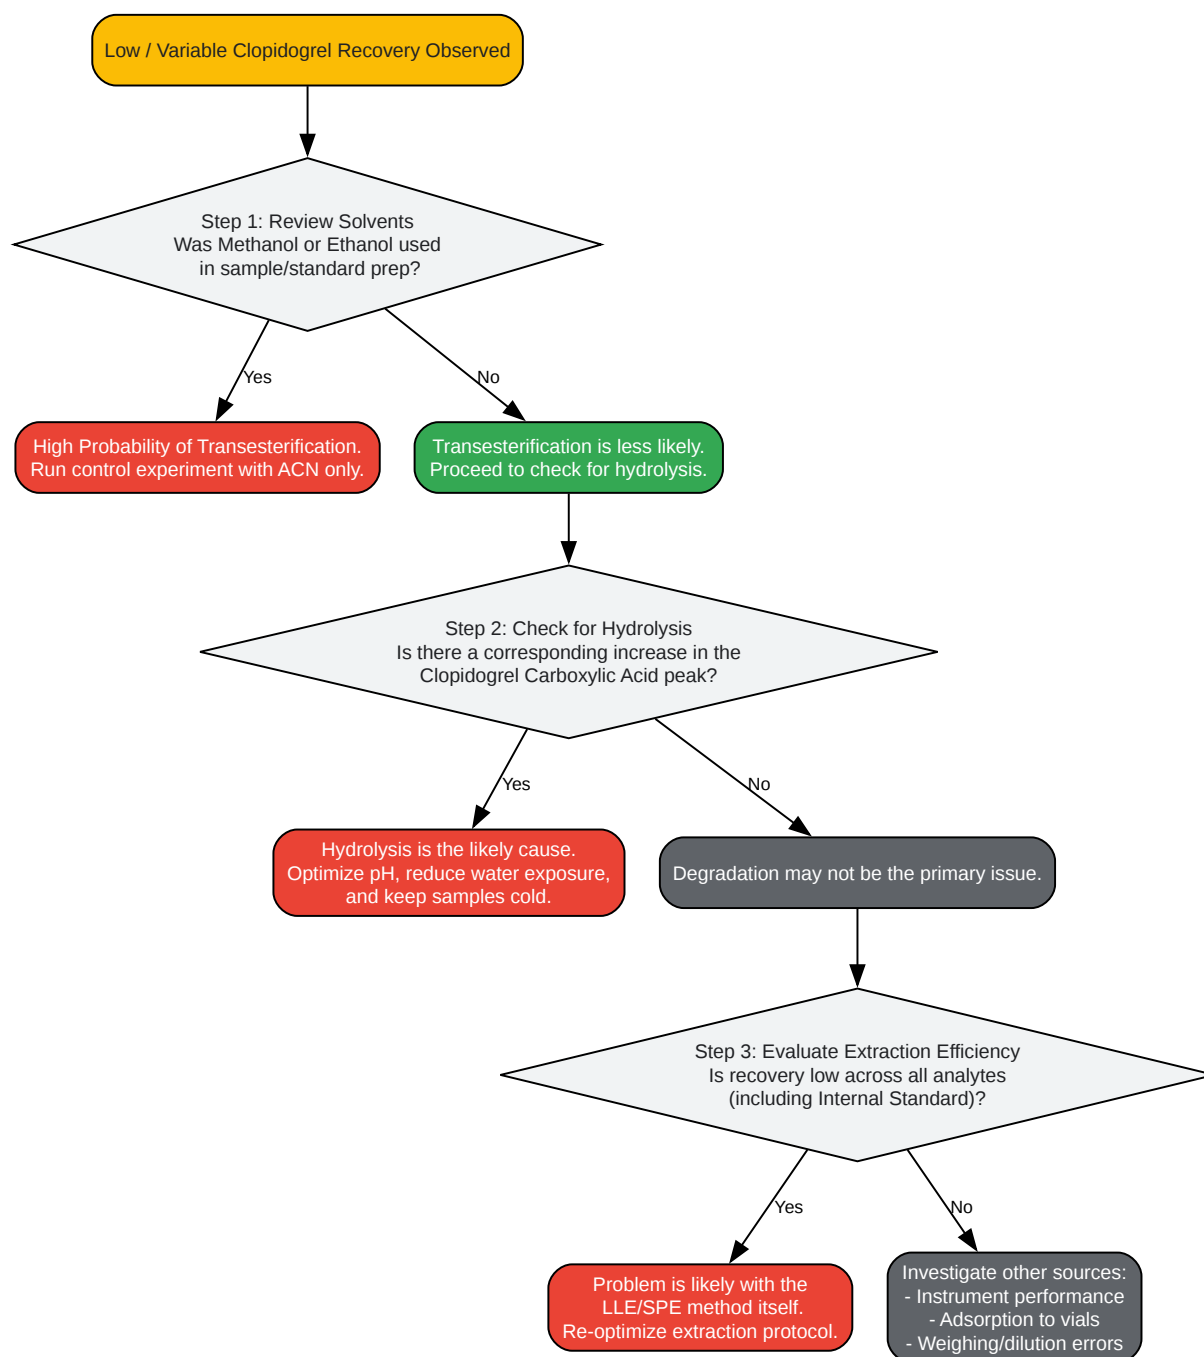 Low / Variable Clopidogrel Recovery Observed
Step 1: Review Solvents
Was Methanol or Ethanol used
in sample/standard prep?
Yes
No
High Probability of Transesterification.
Run control experiment with ACN only.
Transesterification is less likely.
Proceed to check for hydrolysis.
Step 2: Check for Hydrolysis
Is there a corresponding increase in the
Clopidogrel Carboxylic Acid peak?
Yes
No
Hydrolysis is the likely cause.
Optimize pH, reduce water exposure,
and keep samples cold.
Degradation may not be the primary issue.
Step 3: Evaluate Extraction Efficiency
Is recovery low across all analytes
(including Internal Standard)?
Yes
No
Problem is likely with the
LLE/SPE method itself.
Re-optimize extraction protocol.
Investigate other sources:
- Instrument performance
- Adsorption to vials
- Weighing/dilution errors